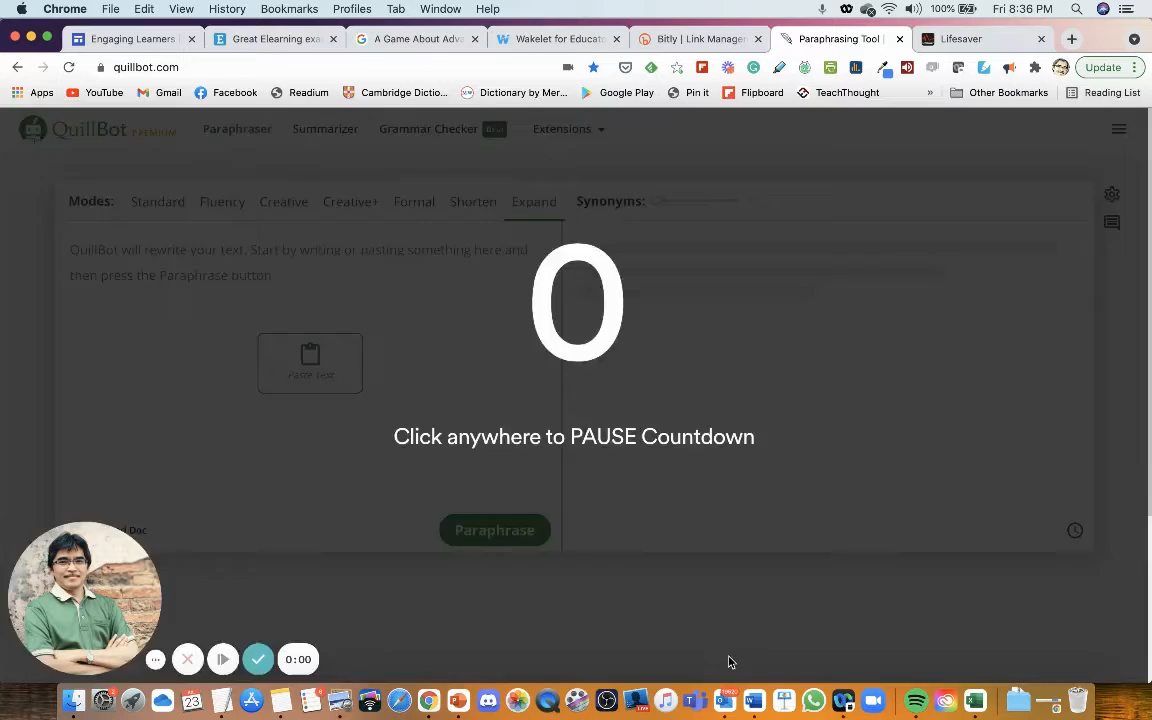 Chrome File Edit View History Bookmarks Profiles Tab Window Help 100% Fri 8:36 PM
Engaging Learners Great Elearning exa A Game About Adva Wakelet for Educat Bitly | Link Manager Paraphrasing Tool | Lifesaver
quillbot.com Update
Apps YouTube Gmail Facebook Readium Cambridge Dictio... Dictionary by Mer... Google Play Pin it Flipboard TeachThought » Other Bookmarks Reading List
QuillBot PREMIUM Paraphraser Summarizer Grammar Checker Extensions
Modes: Standard Fluency Creative Creative+ Formal Shorten Expand Synonyms:
QuillBot will rewrite your text. Start by writing or pasting something here and
then press the Paraphrase button.
0
Paste Text
Click anywhere to PAUSE Countdown
Doc Paraphrase
0:00